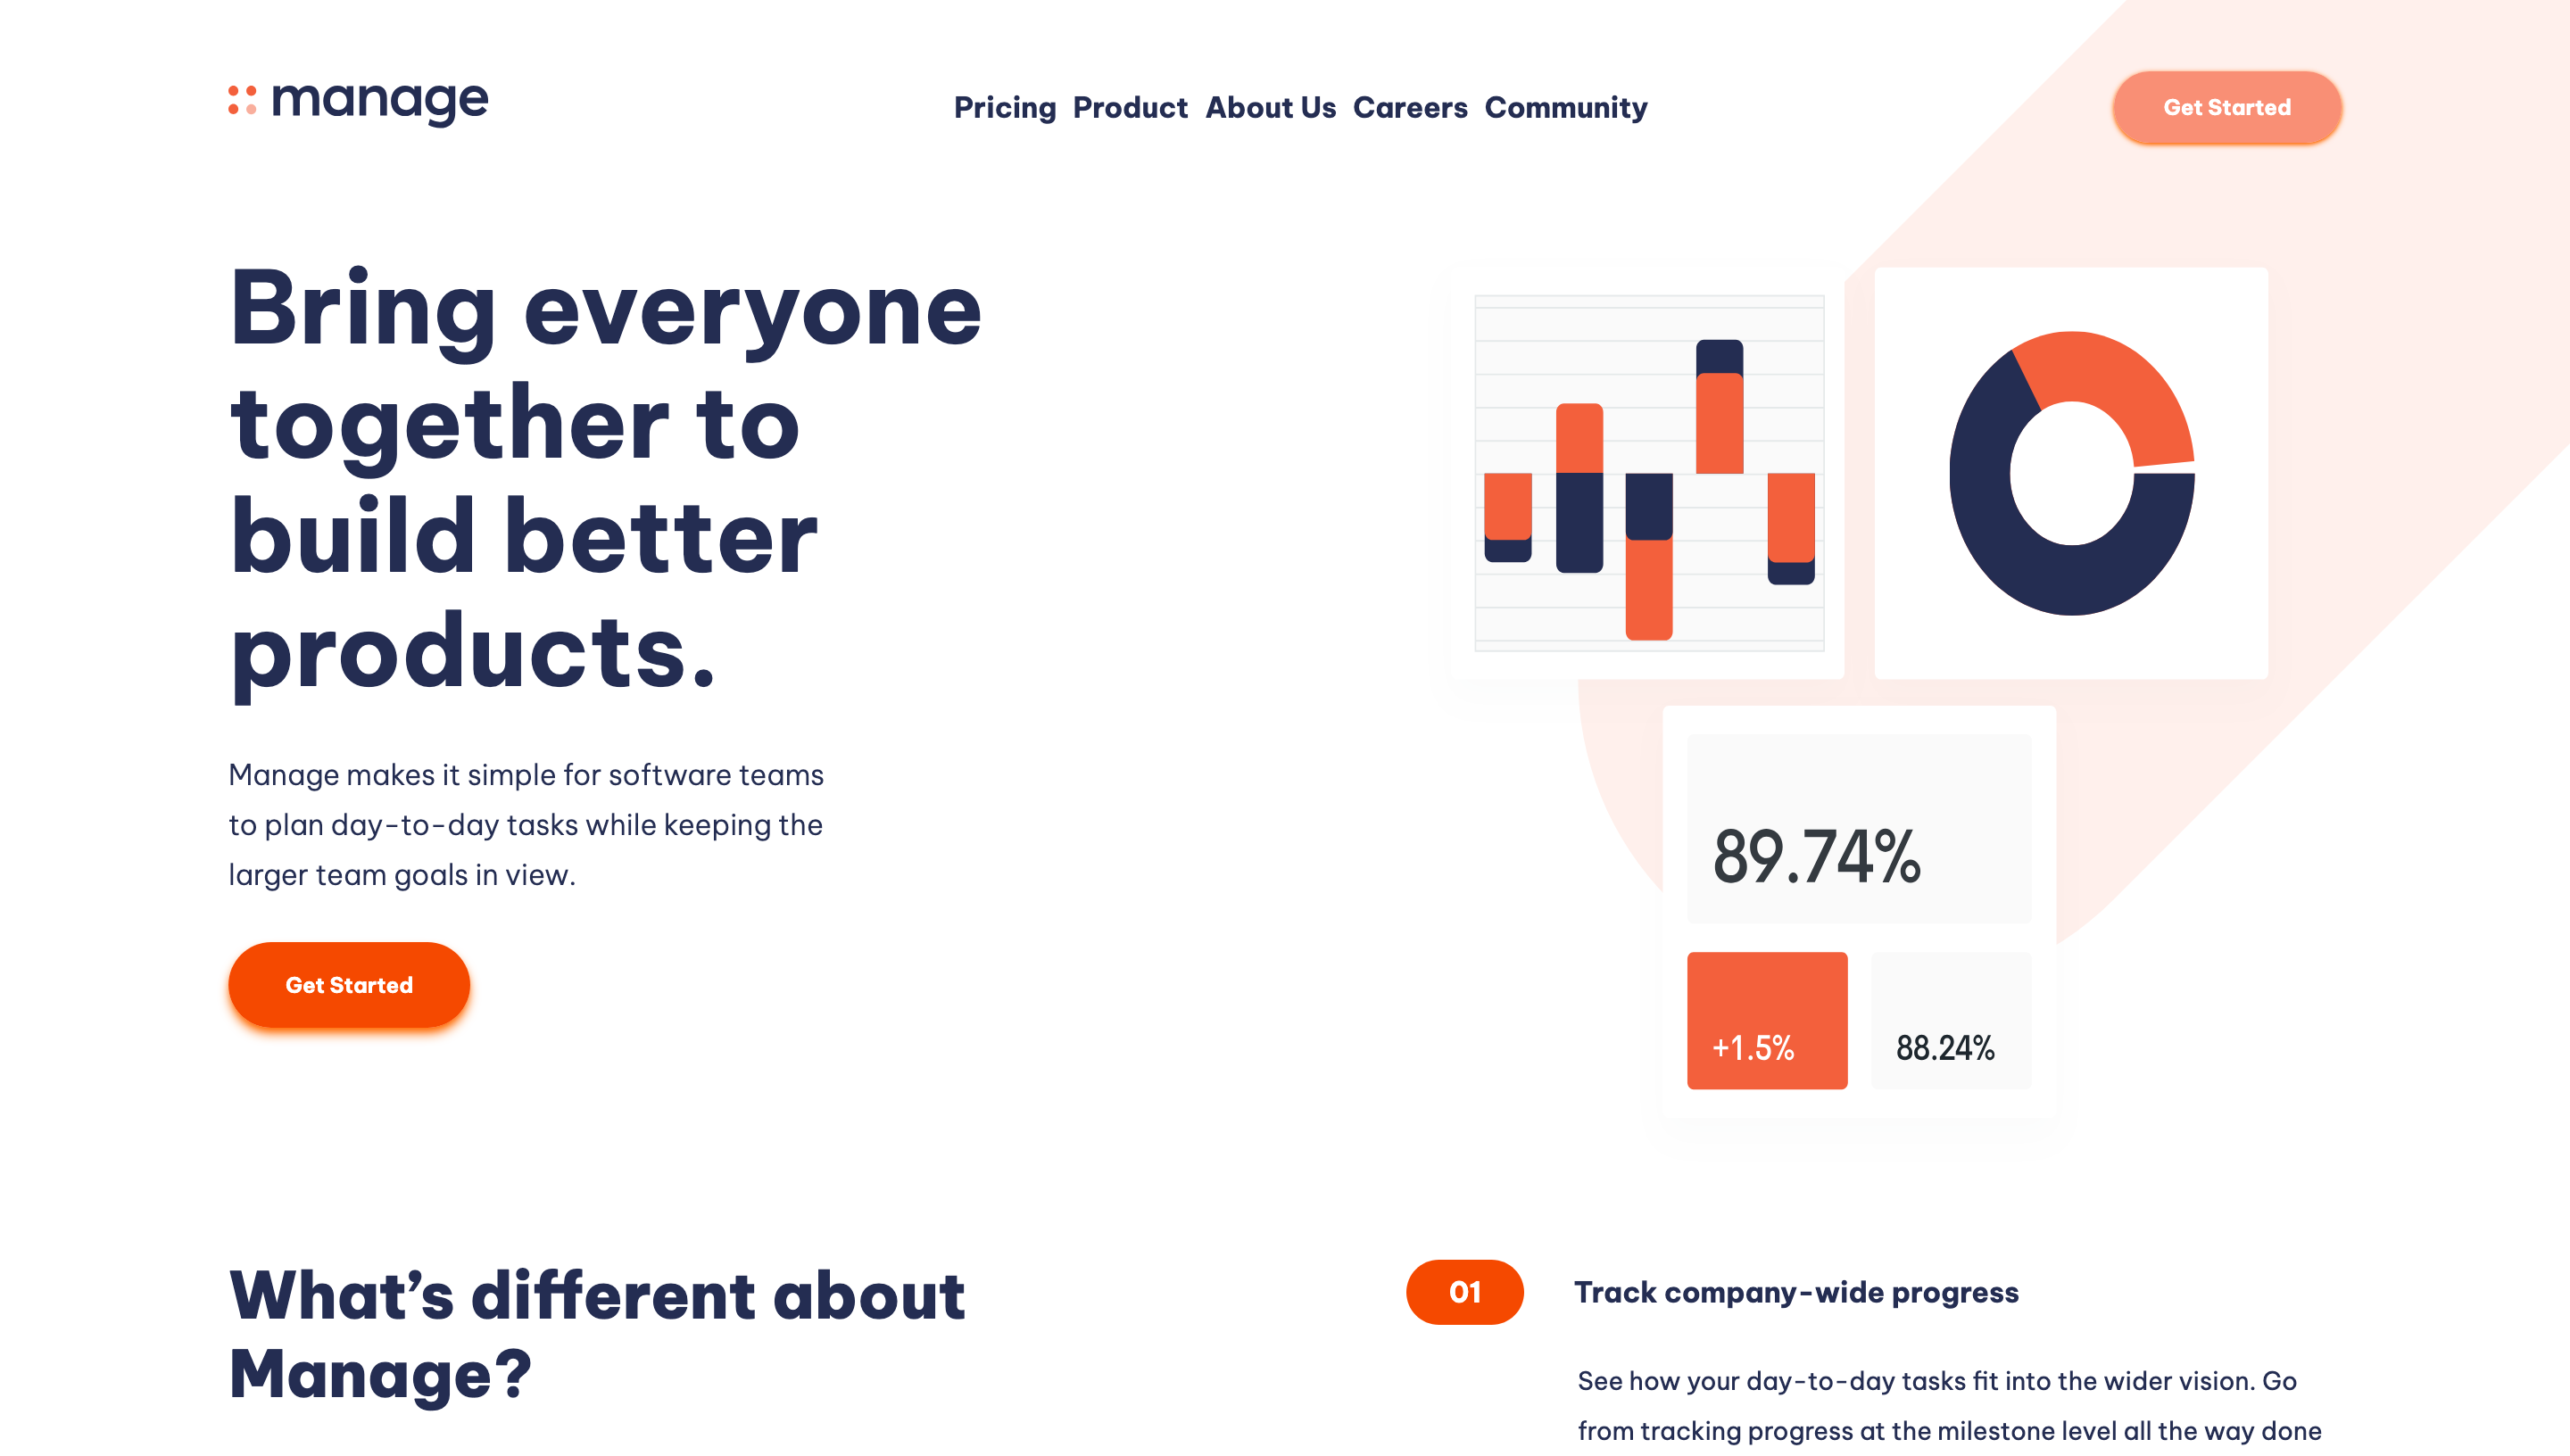 manage
Pricing Product About Us Careers Community
Get Started
Bring everyone
together to
build better
products.
Manage makes it simple for software teams
to plan day-to-day tasks while keeping the
larger team goals in view.
Get Started
89.74%
+1.5%
88.24%
What’s different about
Manage?
01
Track company-wide progress
See how your day-to-day tasks fit into the wider vision. Go
from tracking progress at the milestone level all the way done